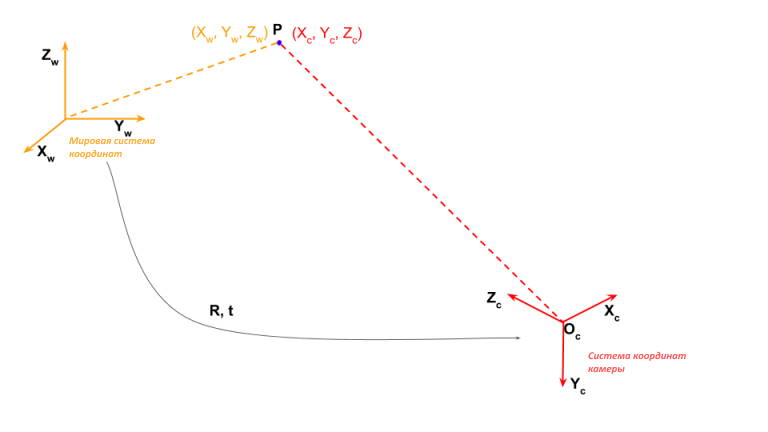 (Xw, Yw, Zw) P (Xc, Yc, Zc)
Zw
Yw
Xw
Мировая система
координат
R, t
Zc
Xc
Oc
Система координат
камеры
Yc